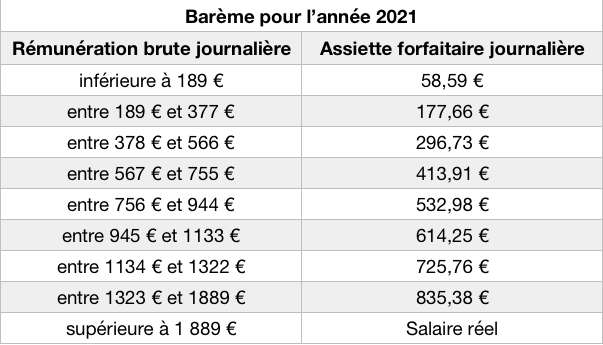 Barème pour l’année 2021
Rémunération brute journalière Assiette forfaitaire journalière
inférieure à 189 € 58,59 €
entre 189 € et 377 € 177,66 €
entre 378 € et 566 € 296,73 €
entre 567 € et 755 € 413,91 €
entre 756 € et 944 € 532,98 €
entre 945 € et 1133 € 614,25 €
entre 1134 € et 1322 € 725,76 €
entre 1323 € et 1889 € 835,38 €
supérieure à 1 889 € Salaire réel